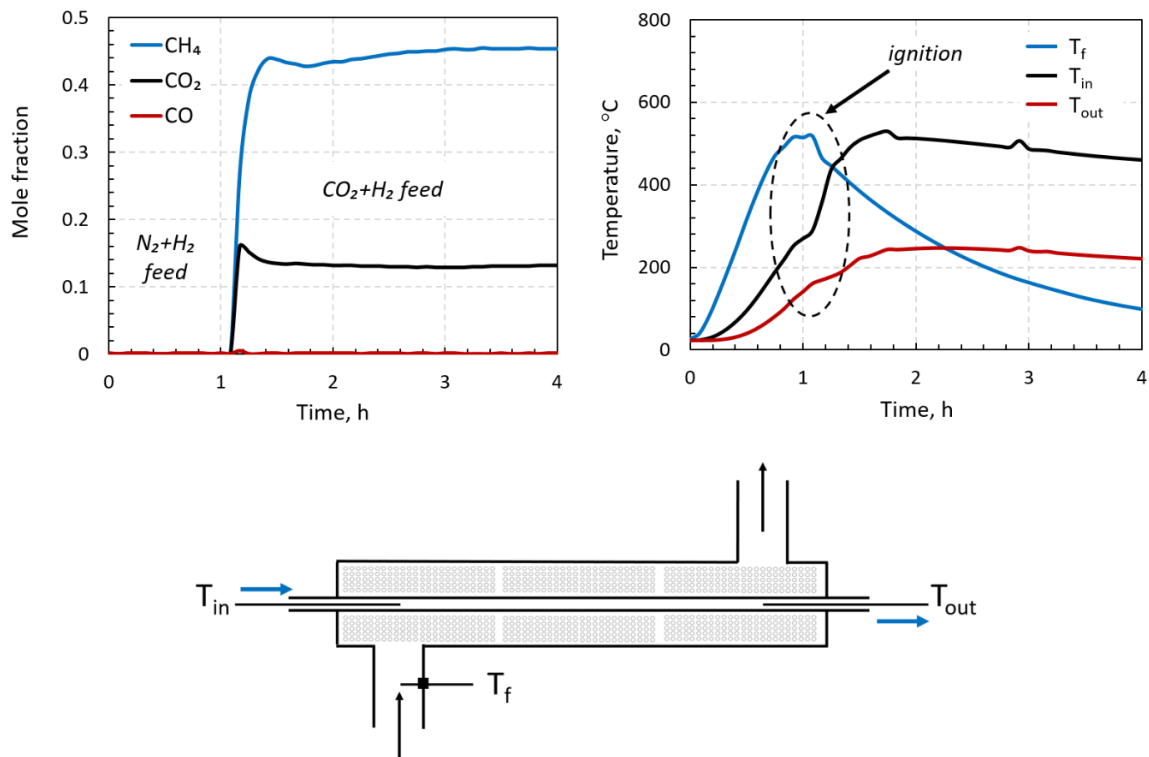 0.5
0.4
0.3
0.2
0.1
0
Mole fraction
CH₄
CO₂
CO
N₂+H₂
feed
CO₂+H₂ feed
0 1 2 3 4
Time, h
800
600
400
200
0
Temperature, °C
ignition
T_f
T_in
T_out
0 1 2 3 4
Time, h
T_in
T_out
T_f